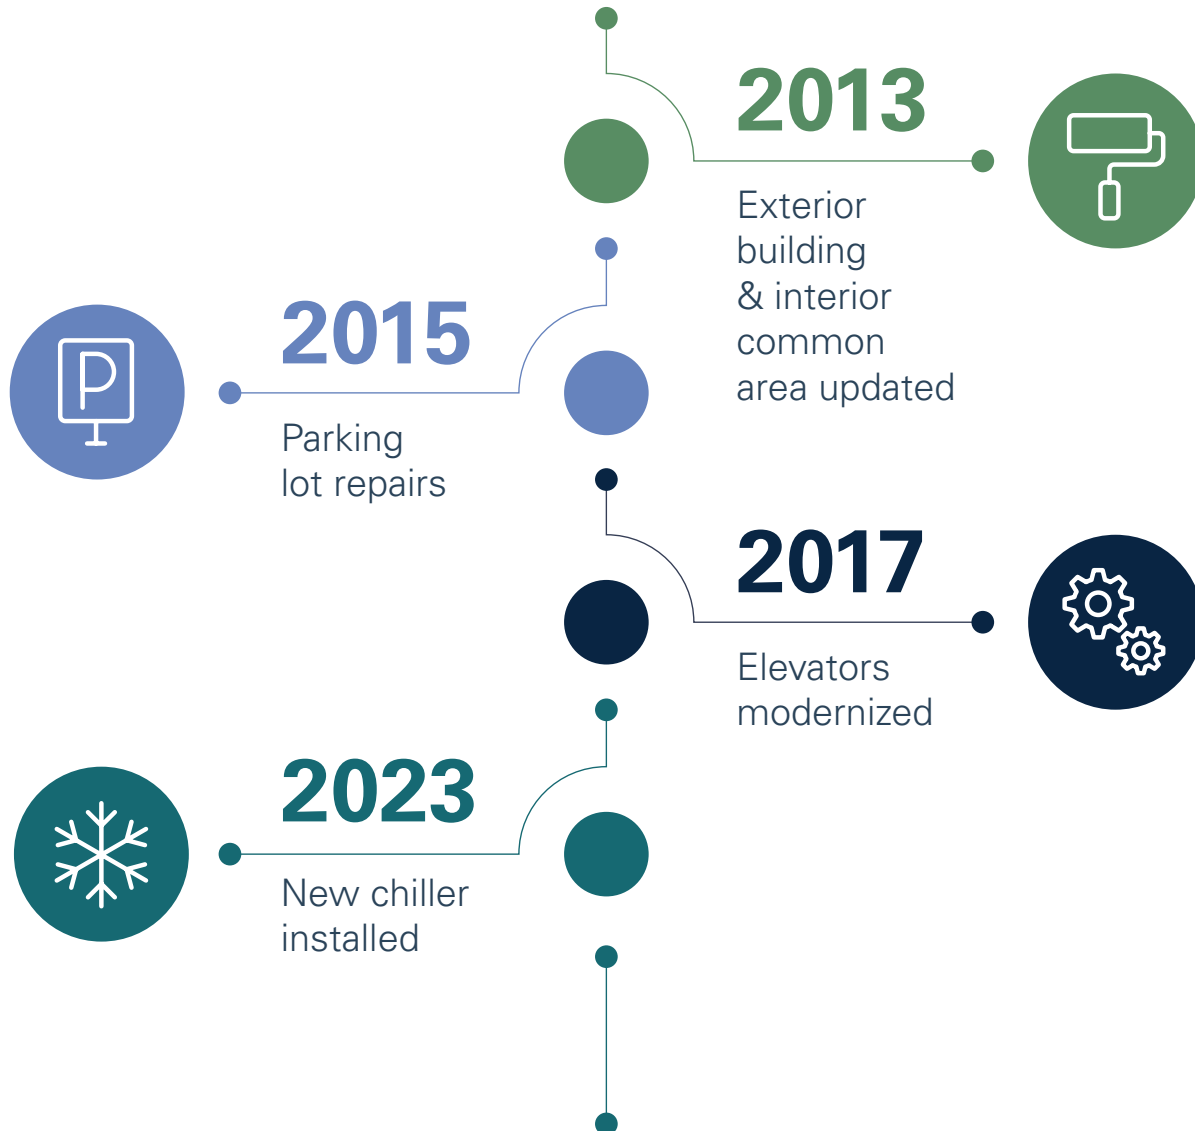 2013
Exterior
building
& interior
common
area updated
2015
Parking
lot repairs
2017
Elevators
modernized
2023
New chiller
installed
P